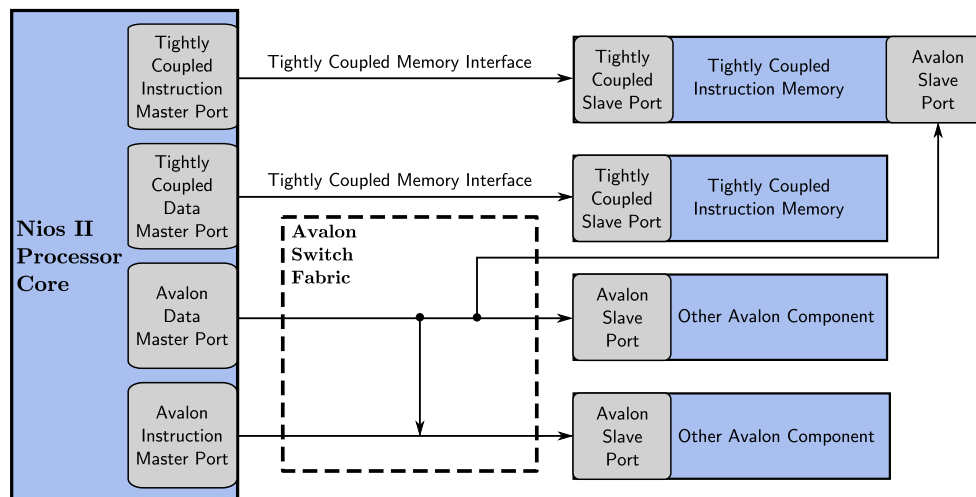 Nios II
Processor
Core
Tightly
Coupled
Instruction
Master Port
Tightly Coupled Memory Interface
Tightly
Coupled
Slave Port
Tightly Coupled
Instruction Memory
Avalon
Slave
Port
Tightly
Coupled
Data
Master Port
Tightly Coupled Memory Interface
Tightly
Coupled
Slave Port
Tightly Coupled
Instruction Memory
Avalon
Switch
Fabric
Avalon
Data
Master Port
Avalon
Slave
Port
Other Avalon Component
Avalon
Instruction
Master Port
Avalon
Slave
Port
Other Avalon Component